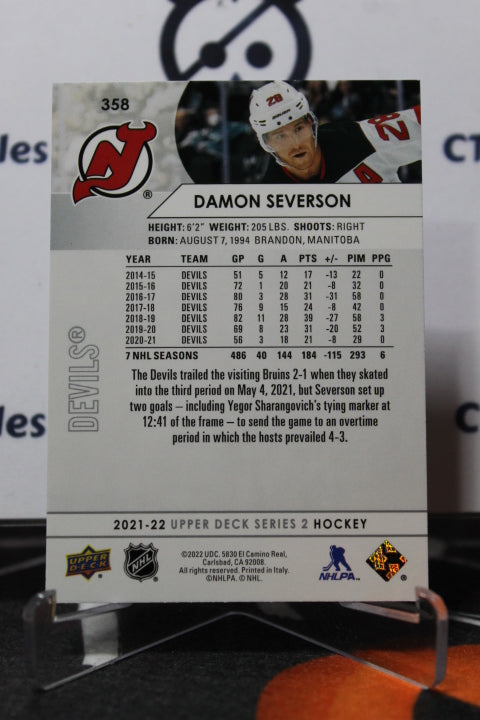 358
28
28
A
DAMON SEVERSON
HEIGHT: 6'2" WEIGHT: 205 LBS. SHOOTS: RIGHT
BORN: AUGUST 7, 1994 BRANDON, MANITOBA
YEAR TEAM GP G A PTS +/- PIM PPG
2014-15 DEVILS 51 5 12 17 -13 22 0
2015-16 DEVILS 72 1 20 21 -8 32 0
2016-17 DEVILS 80 3 28 31 -31 58 0
2017-18 DEVILS 76 9 15 24 -8 42 0
2018-19 DEVILS 82 11 28 39 -27 58 3
2019-20 DEVILS 69 8 23 31 -20 52 3
2020-21 DEVILS 56 3 18 21 -8 29 0
7 NHL SEASONS 486 40 144 184 -115 293 6
The Devils trailed the visiting Bruins 2-1 when they skated
into the third period on May 4, 2021, but Severson set up
two goals – including Yegor Sharangovich's tying marker at
12:41 of the frame – to send the game to an overtime
period in which the hosts prevailed 4-3.
DEVILS®
2021-22 UPPER DECK SERIES 2 HOCKEY
UPPER DECK
NHL
©2022 UDC. 5830 El Camino Real,
Carlsbad, CA 92008.
All rights reserved. Printed in Italy.
©NHLPA. © NHL.
NHLPA
®
les
CT
les
CT